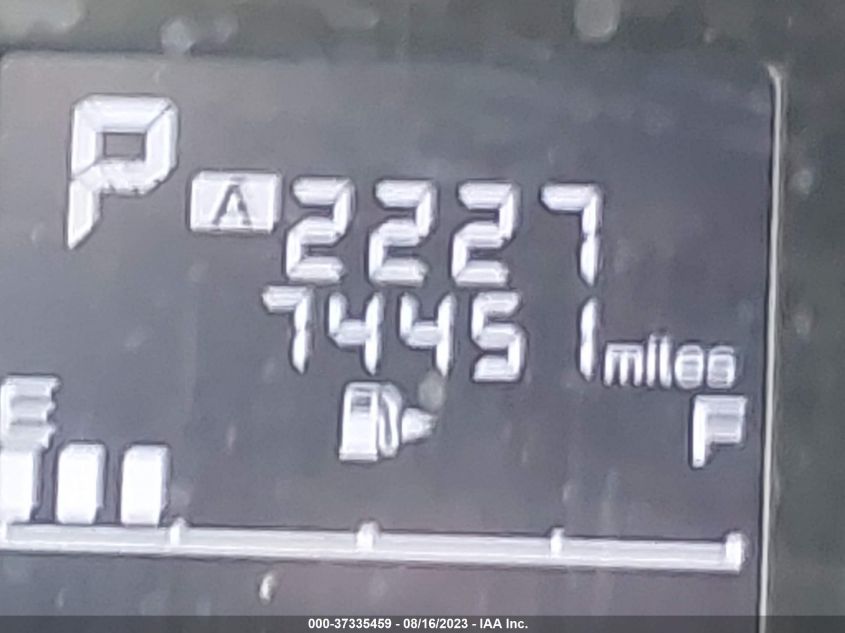 P
A 2227
74451 miles
E F
000-37335459 - 08/16/2023 - IAA Inc.